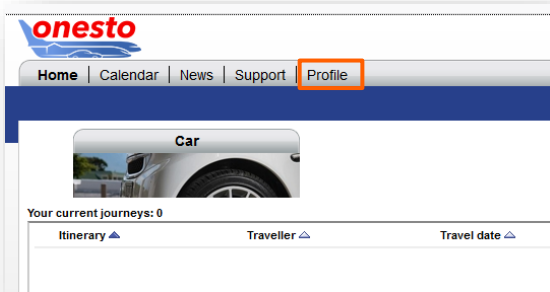 onesto
Home | Calendar | News | Support | Profile
Car
Your current journeys: 0
Itinerary Traveller Travel date